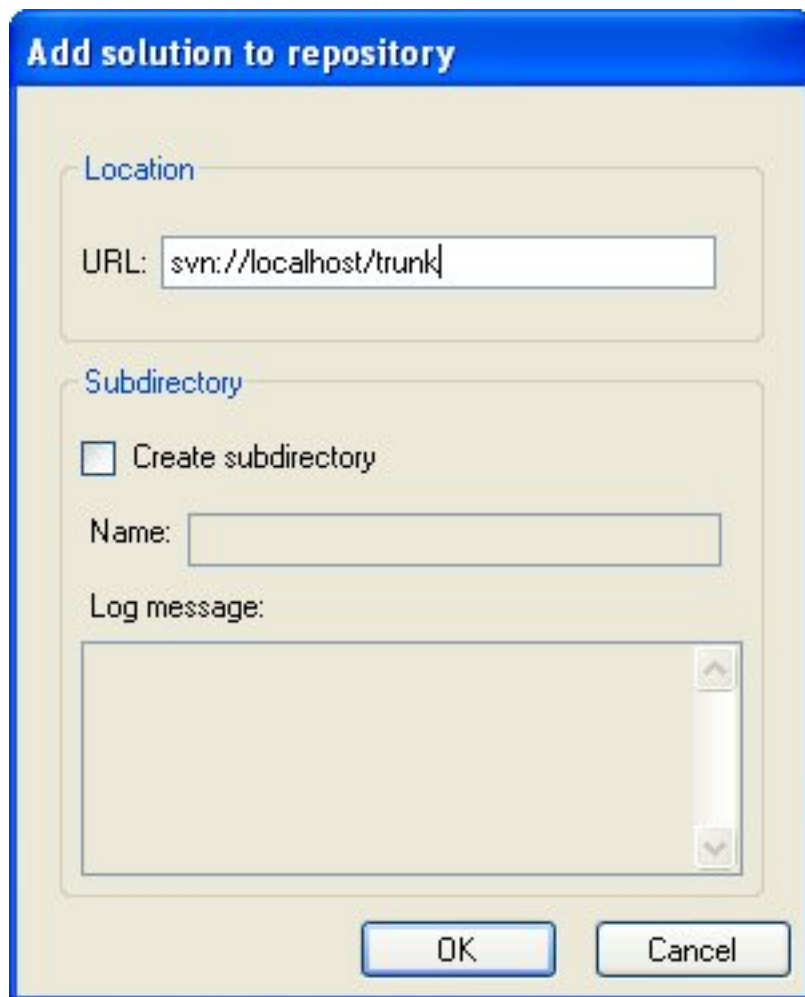 Add solution to repository
Location
URL: svn://localhost/trunk
Subdirectory
Create subdirectory
Name:
Log message:
OK Cancel